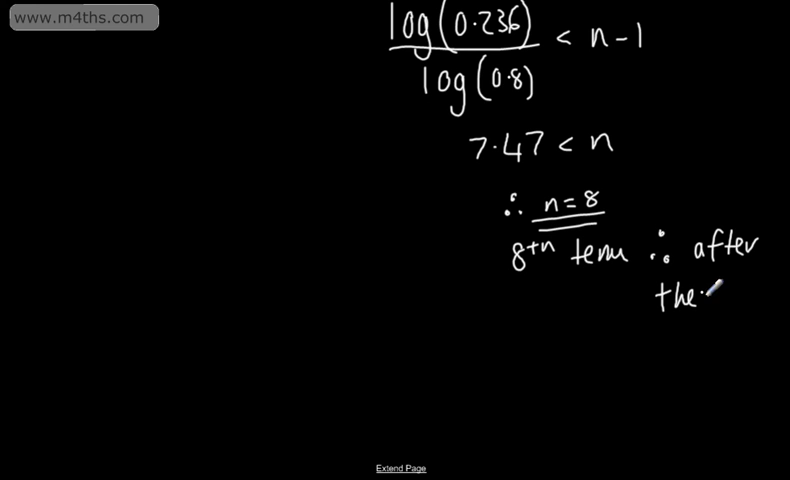 www.m4ths.com
log(0.236)
log(0.8) < n - 1
7.47 < n
∴ n = 8
8th term ∴ after
the
Extend Page